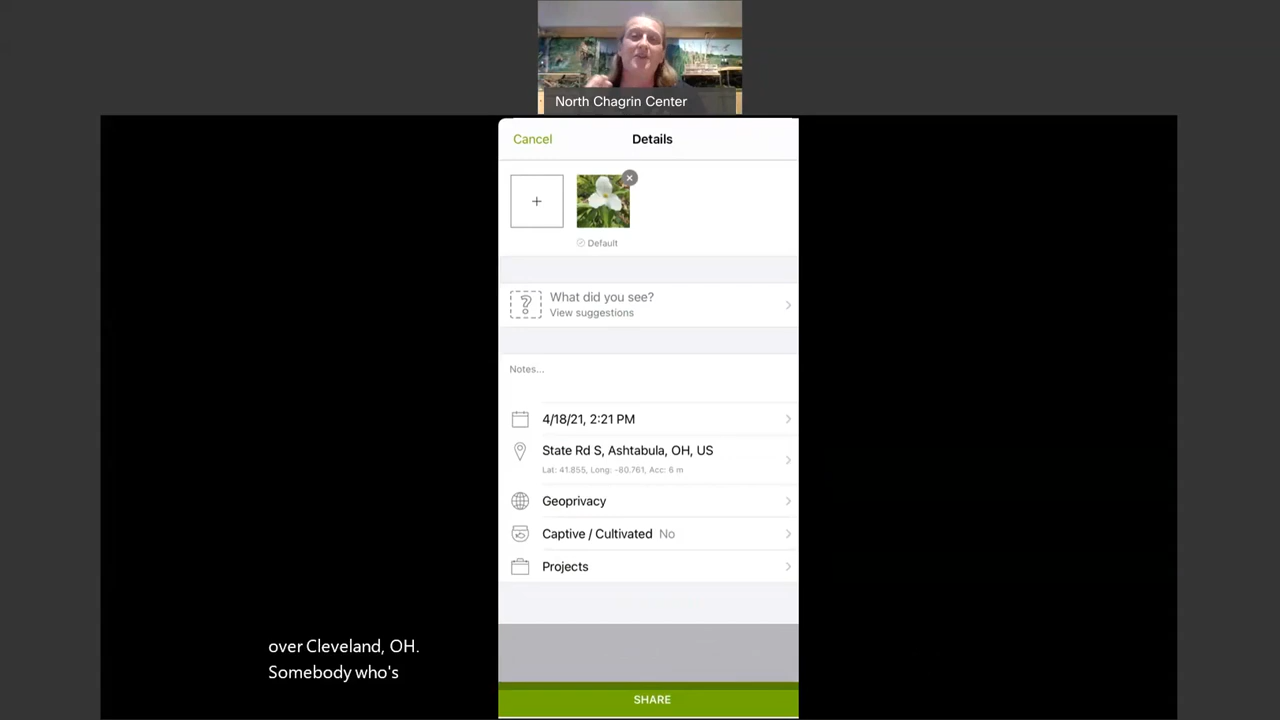 North Chagrin Center
Cancel
Details
Default
What did you see?
View suggestions
Notes...
4/18/21, 2:21 PM
State Rd S, Ashtabula, OH, US
Lat: 41.855, Long: -80.761, Acc: 6 m
Geoprivacy
Captive / Cultivated No
Projects
SHARE
over Cleveland, OH.
Somebody who's